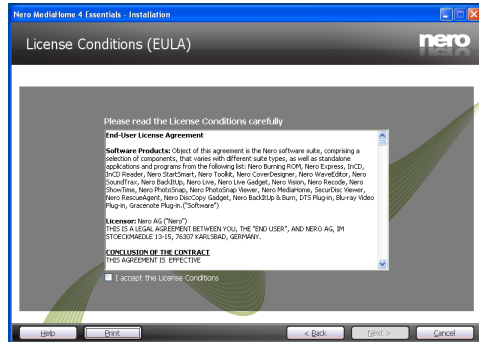 Nero MediaHome 4 Essentials - Installation
License Conditions (EULA)
nero
Please read the License Conditions carefully
End-User License Agreement
Software Products: Object of this agreement is the Nero software suite, comprising a
selection of components, that varies with different suite types, as well as standalone
applications and programs from the following list: Nero Burning ROM, Nero Express, InCD,
InCD Reader, Nero StartSmart, Nero Toolkit, Nero CoverDesigner, Nero WaveEditor, Nero
SoundTrax, Nero BackItUp, Nero Live, Nero Live Gadget, Nero Vision, Nero Recode, Nero
ShowTime, Nero PhotoSnap, Nero PhotoSnap Viewer, Nero MediaHome, SecurDisc Viewer,
Nero RescueAgent, Nero DiscCopy Gadget, Nero BackItUp & Burn, DTS Plug-in, Blu-ray Video
Plug-in, Gracenote Plug-in.("Software")
Licensor: Nero AG ("Nero")
THIS IS A LEGAL AGREEMENT BETWEEN YOU, THE "END USER", AND NERO AG, IM
STOECKMAEDLE 13-15, 76307 KARLSBAD, GERMANY.
CONCLUSION OF THE CONTRACT
THIS AGREEMENT IS EFFECTIVE
I accept the License Conditions
Help
Print
< Back
Next >
Cancel